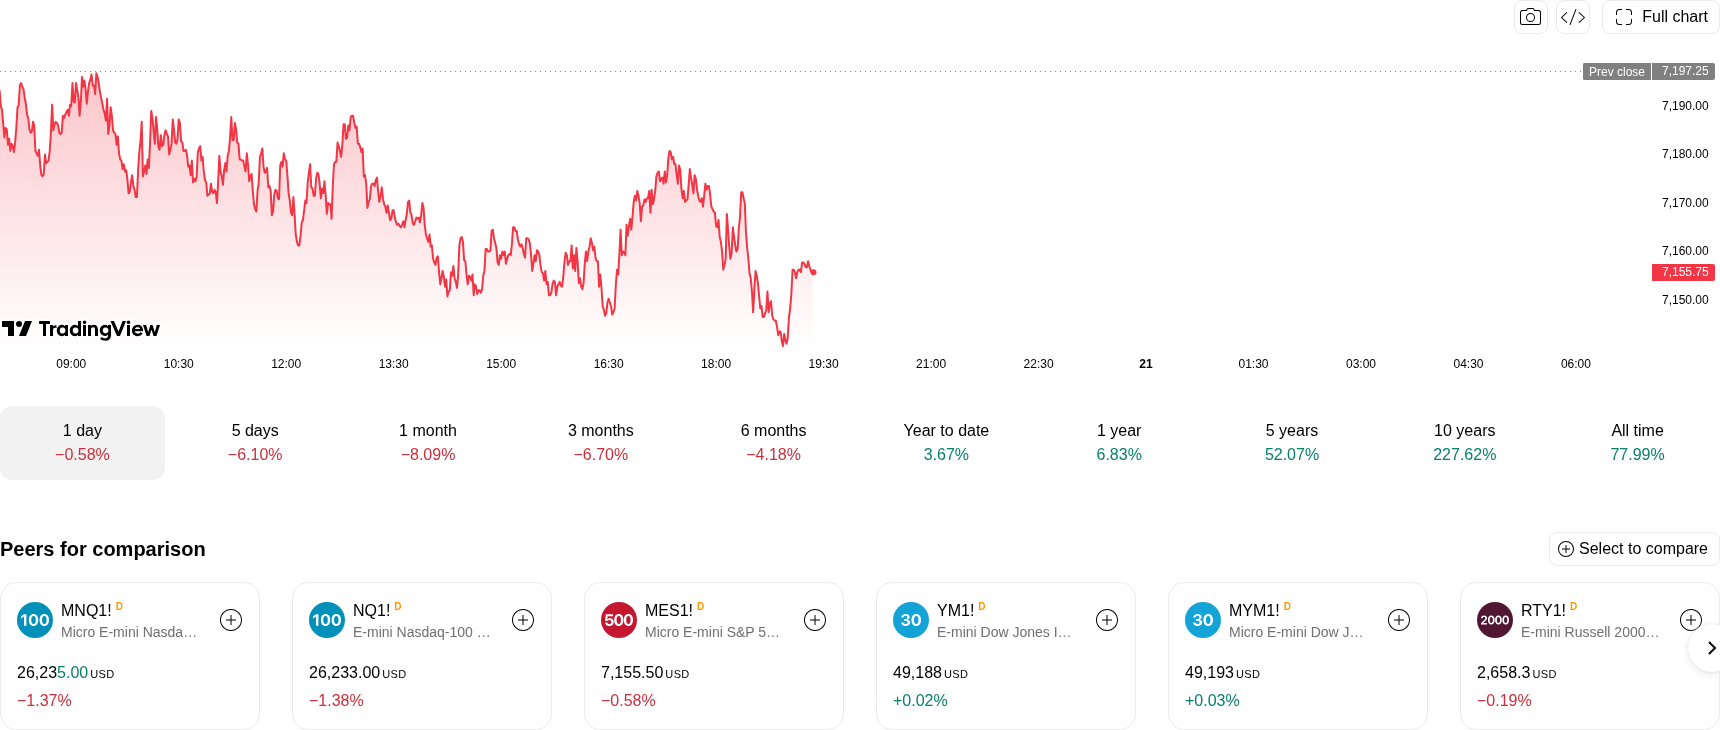 Full chart
Prev close 7,197.25
7,190.00
7,180.00
7,170.00
7,160.00
7,155.75
7,150.00
TradingView
09:00 10:30 12:00 13:30 15:00 16:30 18:00 19:30 21:00 22:30 21 01:30 03:00 04:30 06:00
1 day 5 days 1 month 3 months 6 months Year to date 1 year 5 years 10 years All time
−0.58% −6.10% −8.09% −6.70% −4.18% 3.67% 6.83% 52.07% 227.62% 77.99%
Peers for comparison
Select to compare
100 MNQ1! D
Micro E-mini Nasda…
26,235.00 USD
−1.37%
100 NQ1! D
E-mini Nasdaq-100 …
26,233.00 USD
−1.38%
500 MES1! D
Micro E-mini S&P 5…
7,155.50 USD
−0.58%
30 YM1! D
E-mini Dow Jones I…
49,188 USD
+0.02%
30 MYM1! D
Micro E-mini Dow J…
49,193 USD
+0.03%
2000 RTY1! D
E-mini Russell 2000…
2,658.3 USD
−0.19%